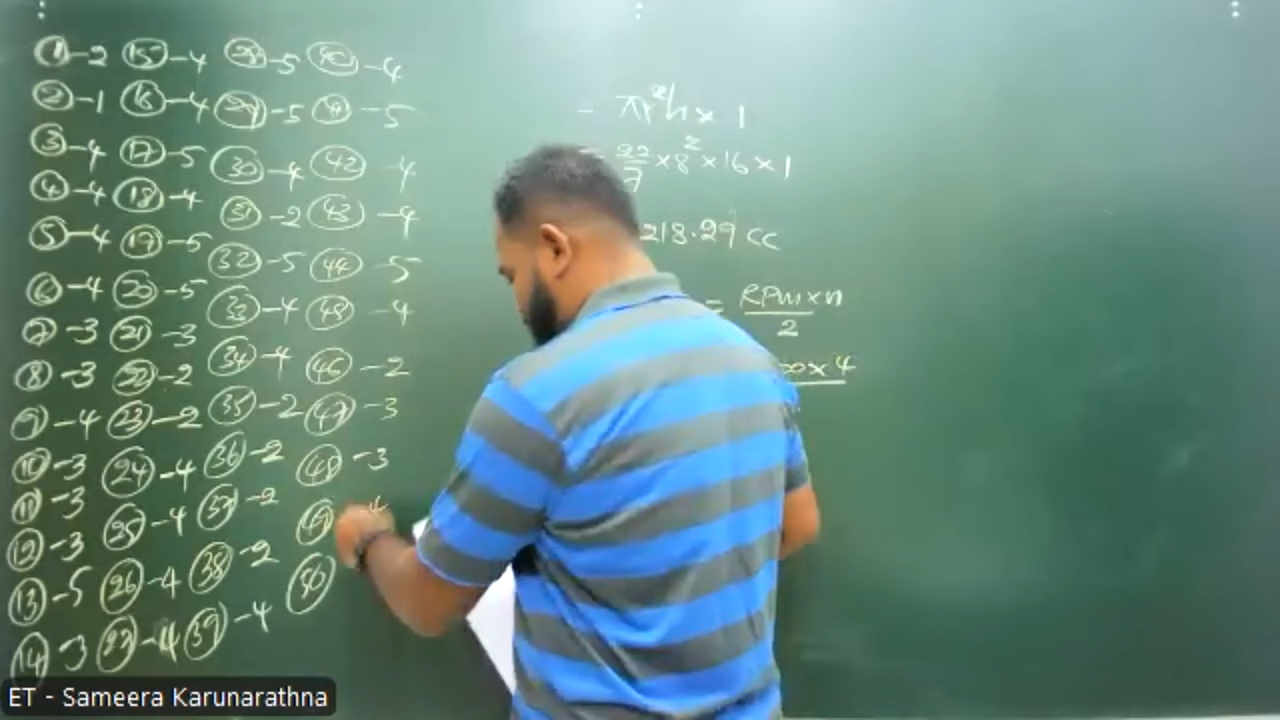 ① -2 ⑮ -4 ㉘ -5 ㊵ -4
② -1 ⑯ -4 ㉙ -5 ㊶ -5
③ -4 ⑰ -5 ㉚ -4 ㊷ -4
④ -4 ⑱ -4 ㉛ -2 ㊸ -4
⑤ -4 ⑲ -5 ㉜ -5 ㊹ -5
⑥ -4 ⑳ -5 ㉝ -4 ㊺ -4
⑦ -3 ㉑ -3 ㉞ -4 ㊻ -2
⑧ -3 ㉒ -2 ㉟ -2 ㊼ -3
⑨ -4 ㉓ -2 ㊱ -2 ㊽ -3
⑩ -3 ㉔ -4 ㊲ -2 ㊾ 4
⑪ -3 ㉕ -4 ㊳ -2 ㊿
⑫ -3 ㉖ -4 ㊴ -4
⑬ -5 ㉗ -4
⑭ -3
= πr²h × 1
= 22/7 × 8² × 16 × 1
218.29 cc
= RPM × n / 2
00 × 4
ET - Sameera Karunarathna